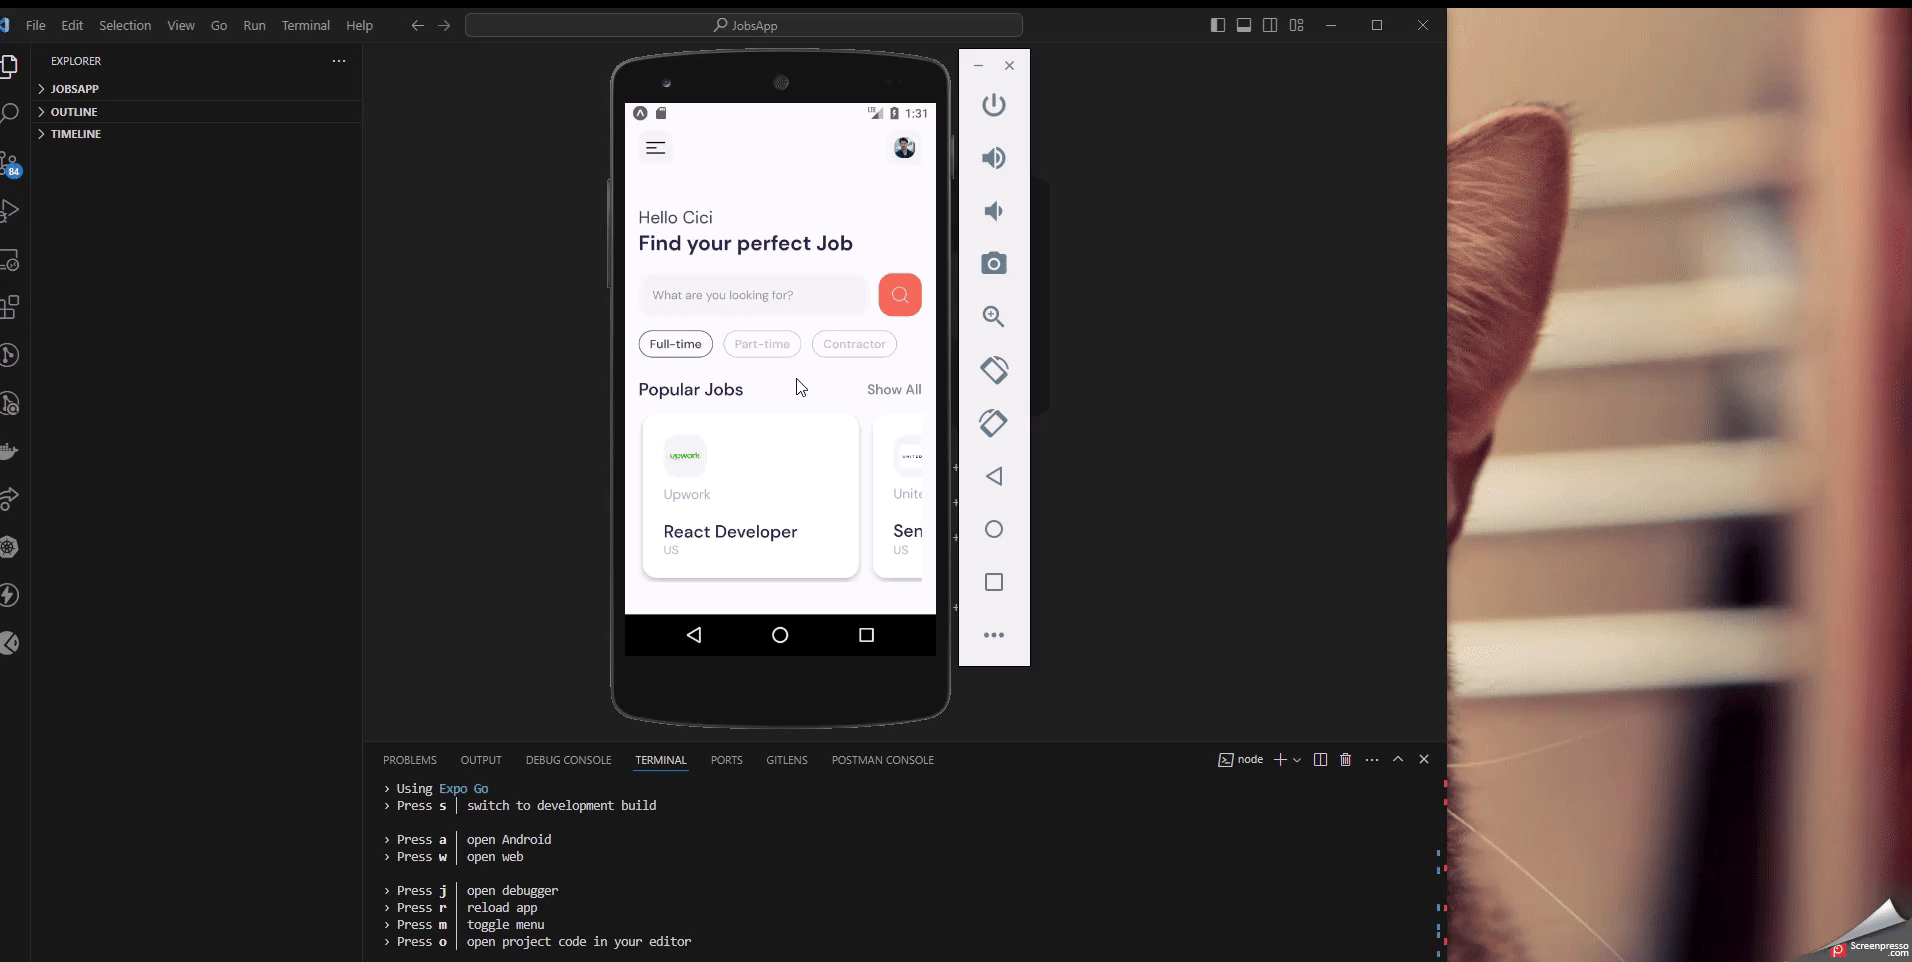 File Edit Selection View Go Run Terminal Help
JobsApp
EXPLORER
JOBSAPP
OUTLINE
TIMELINE
84
LTE 1:31
Hello Cici
Find your perfect Job
What are you looking for?
Full-time Part-time Contractor
Popular Jobs Show All
upwork
Upwork
React Developer
US
UNITED
Unite
Sen
US
PROBLEMS OUTPUT DEBUG CONSOLE TERMINAL PORTS GITLENS POSTMAN CONSOLE
node
› Using Expo Go
› Press s │ switch to development build
› Press a │ open Android
› Press w │ open web
› Press j │ open debugger
› Press r │ reload app
› Press m │ toggle menu
› Press o │ open project code in your editor
Screenpresso
.com